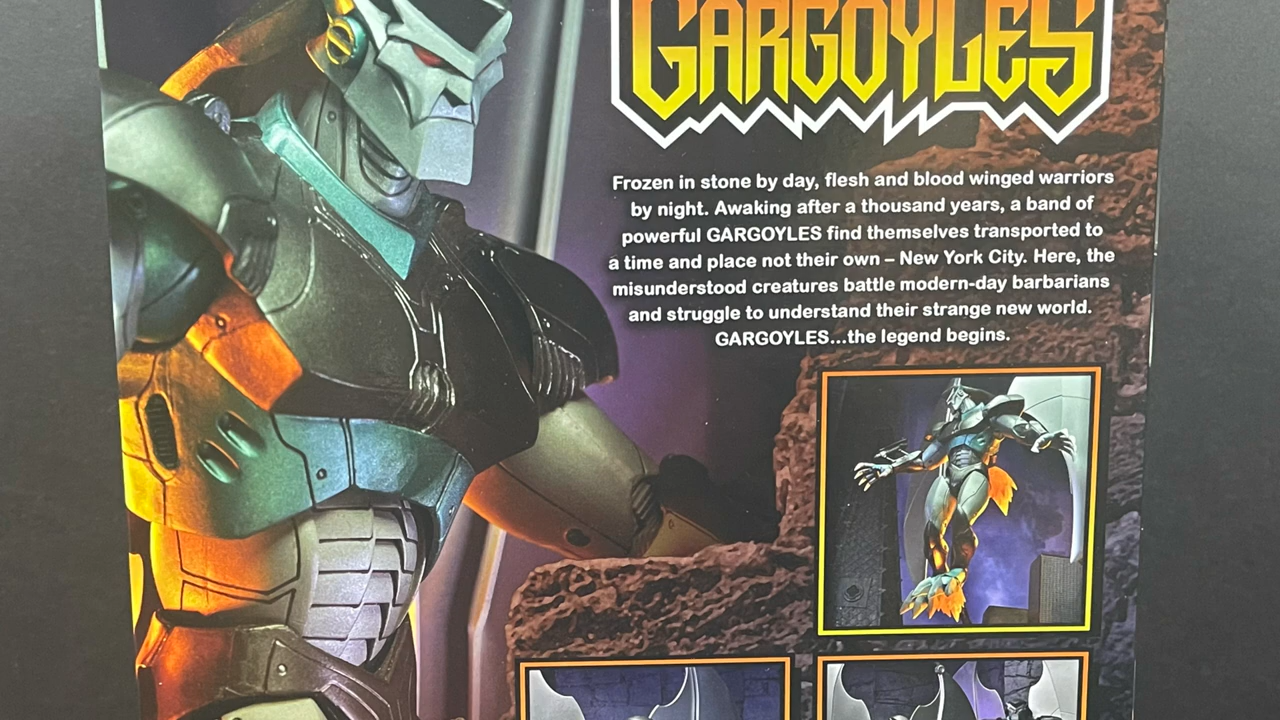 GARGOYLES
Frozen in stone by day, flesh and blood winged warriors
by night. Awaking after a thousand years, a band of
powerful GARGOYLES find themselves transported to
a time and place not their own – New York City. Here, the
misunderstood creatures battle modern-day barbarians
and struggle to understand their strange new world.
GARGOYLES...the legend begins.